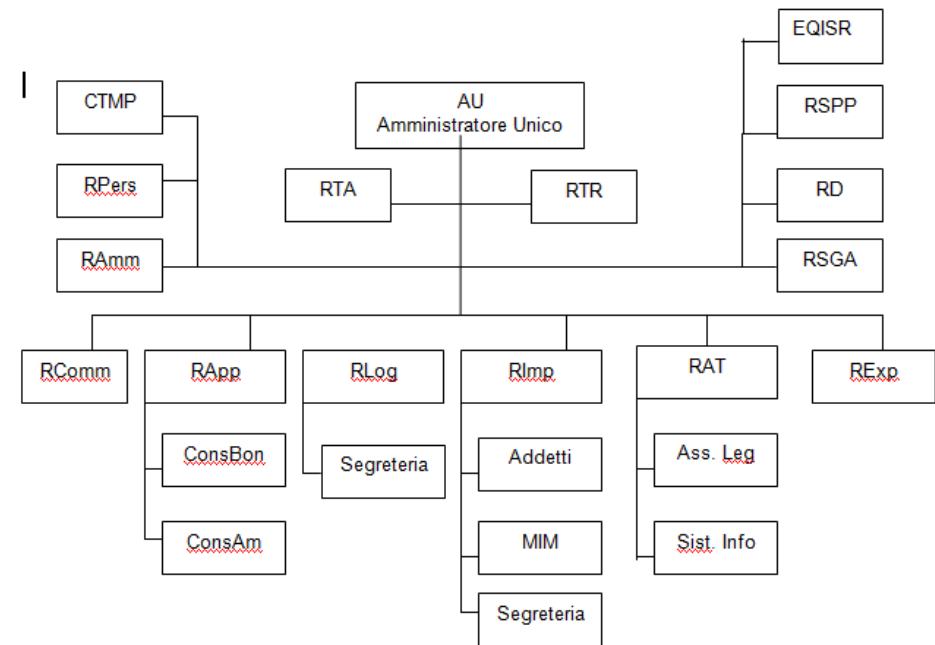 EQISR
CTMP
AU
Amministratore Unico
RSPP
RPers
RTA
RTR
RD
RAmm
RSGA
RComm
RApp
RLog
RImp
RAT
RExp
ConsBon
Segreteria
Addetti
Ass. Leg
ConsAm
MIM
Sist. Info
Segreteria